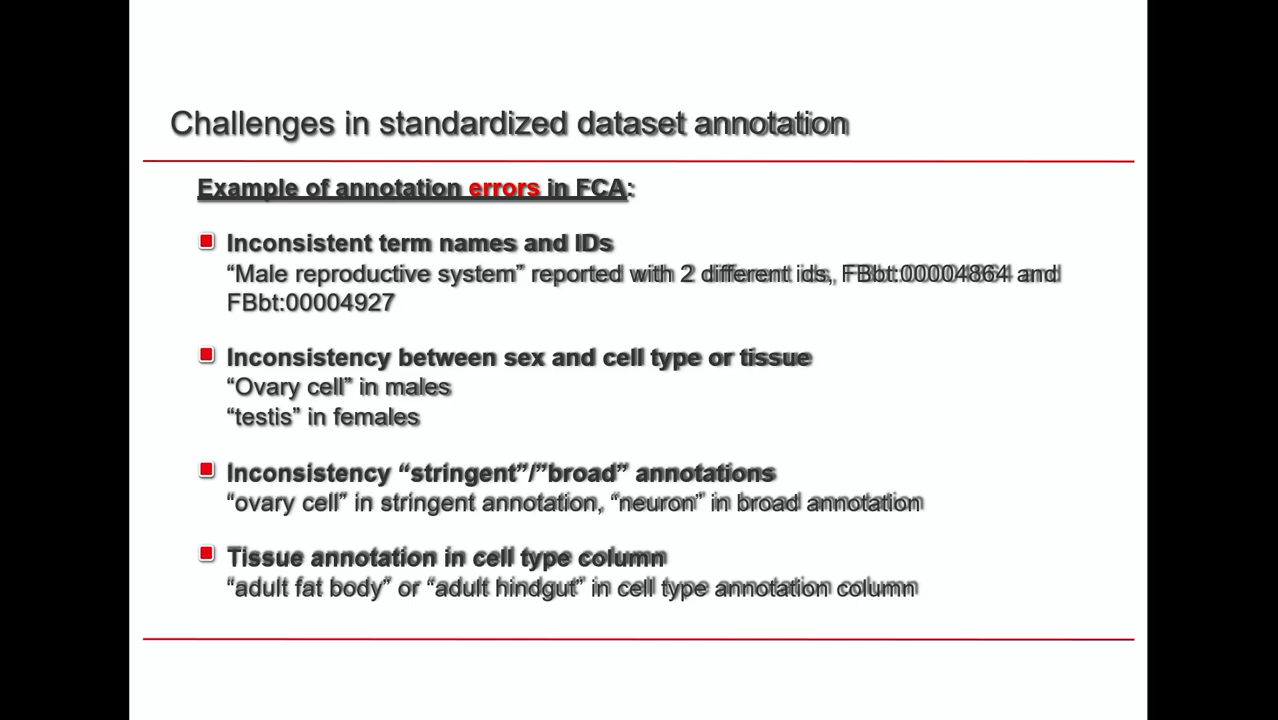 Challenges in standardized dataset annotation
Example of annotation errors in FCA:
Inconsistent term names and IDs
“Male reproductive system” reported with 2 different ids, FBbt:00004864 and
FBbt:00004927
Inconsistency between sex and cell type or tissue
“Ovary cell” in males
“testis” in females
Inconsistency “stringent”/”broad” annotations
“ovary cell” in stringent annotation, “neuron” in broad annotation
Tissue annotation in cell type column
“adult fat body” or “adult hindgut” in cell type annotation column